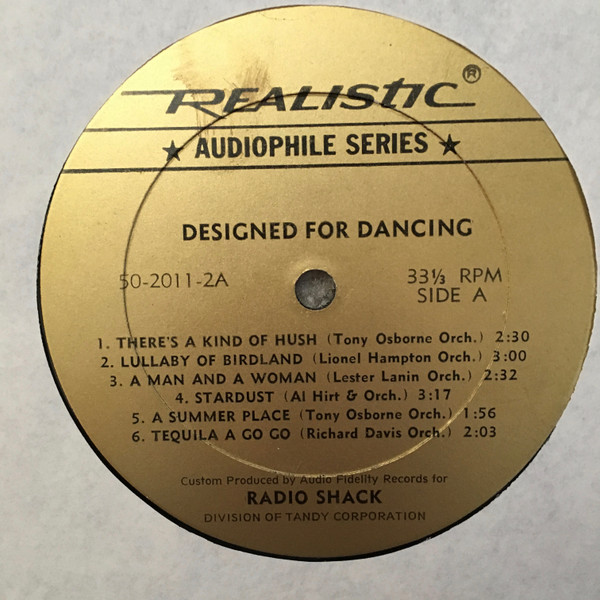 REALISTIC®
★ AUDIOPHILE SERIES ★
DESIGNED FOR DANCING
50-2011-2A
33⅓ RPM
SIDE A
1. THERE'S A KIND OF HUSH (Tony Osborne Orch.) 2:30
2. LULLABY OF BIRDLAND (Lionel Hampton Orch.) 3:00
3. A MAN AND A WOMAN (Lester Lanin Orch.) 2:32
4. STARDUST (Al Hirt & Orch.) 3:17
5. A SUMMER PLACE (Tony Osborne Orch.) 1:56
6. TEQUILA A GO GO (Richard Davis Orch.) 2:03
Custom Produced by Audio Fidelity Records for
RADIO SHACK
DIVISION OF TANDY CORPORATION